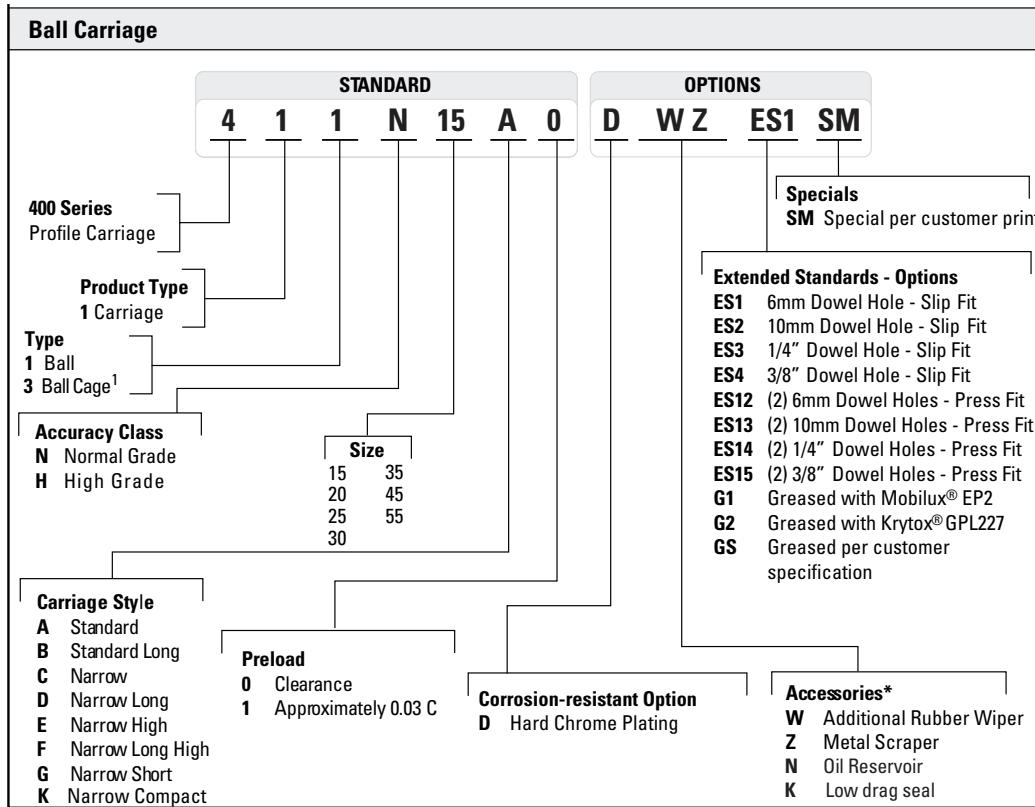 Ball Carriage
STANDARD
OPTIONS
4 1 1 N 15 A 0 D W Z ES1 SM
400 Series
Profile Carriage
Product Type
1 Carriage
Type
1 Ball
3 Ball Cage1
Accuracy Class
N Normal Grade
H High Grade
Size
15 35
20 45
25 55
30
Carriage Style
A Standard
B Standard Long
C Narrow
D Narrow Long
E Narrow High
F Narrow Long High
G Narrow Short
K Narrow Compact
Preload
0 Clearance
1 Approximately 0.03 C
Corrosion-resistant Option
D Hard Chrome Plating
Specials
SM Special per customer print
Extended Standards - Options
ES1 6mm Dowel Hole - Slip Fit
ES2 10mm Dowel Hole - Slip Fit
ES3 1/4” Dowel Hole - Slip Fit
ES4 3/8” Dowel Hole - Slip Fit
ES12 (2) 6mm Dowel Holes - Press Fit
ES13 (2) 10mm Dowel Holes - Press Fit
ES14 (2) 1/4” Dowel Holes - Press Fit
ES15 (2) 3/8” Dowel Holes - Press Fit
G1 Greased with Mobilux® EP2
G2 Greased with Krytox® GPL227
GS Greased per customer
specification
Accessories*
W Additional Rubber Wiper
Z Metal Scraper
N Oil Reservoir
K Low drag seal